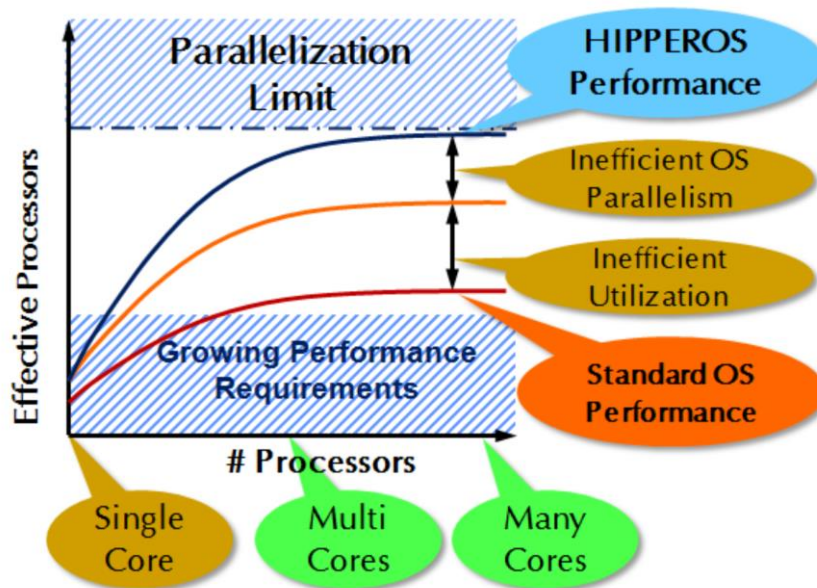 Parallelization
Limit
HIPPEROS
Performance
Inefficient OS
Parallelism
Inefficient
Utilization
Effective Processors
Growing Performance
Requirements
Standard OS
Performance
# Processors
Single
Core
Multi
Cores
Many
Cores